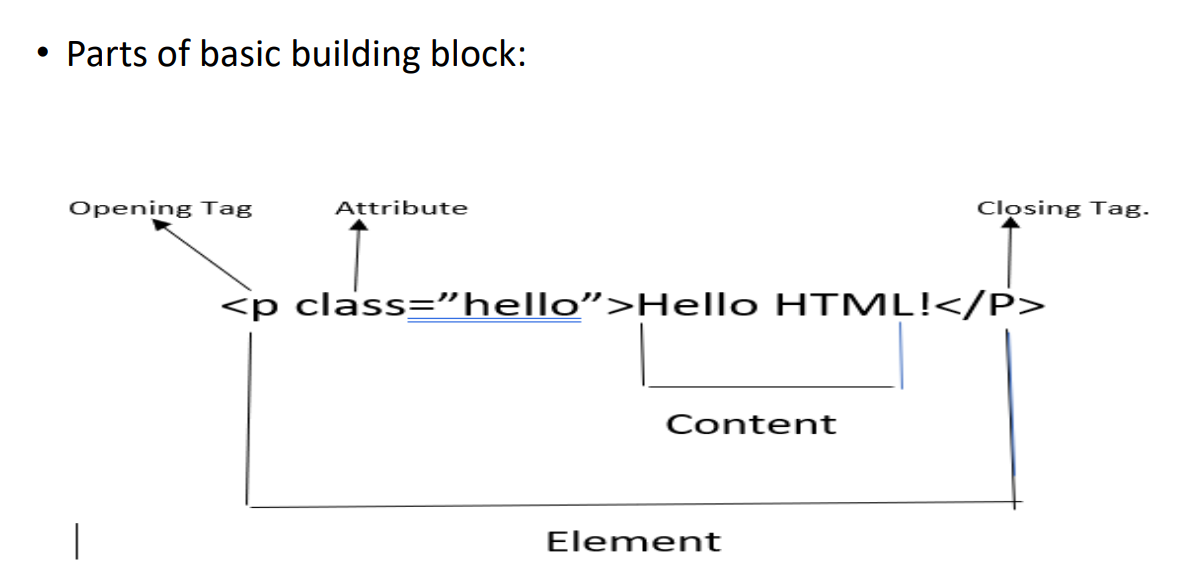 • Parts of basic building block:
Opening Tag Attribute Closing Tag.
<p class=”hello”>Hello HTML!</P>
Content
Element